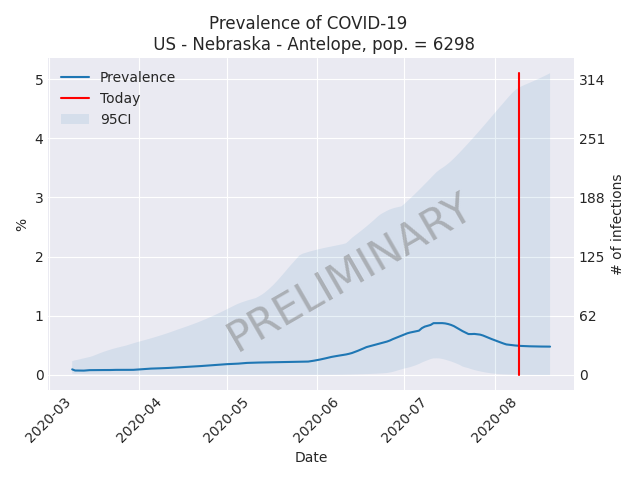 Prevalence of COVID-19
US - Nebraska - Antelope, pop. = 6298
Prevalence
Today
95CI
PRELIMINARY
%
5
4
3
2
1
0
314
251
188
125
62
0
# of infections
2020-03
2020-04
2020-05
2020-06
2020-07
2020-08
Date